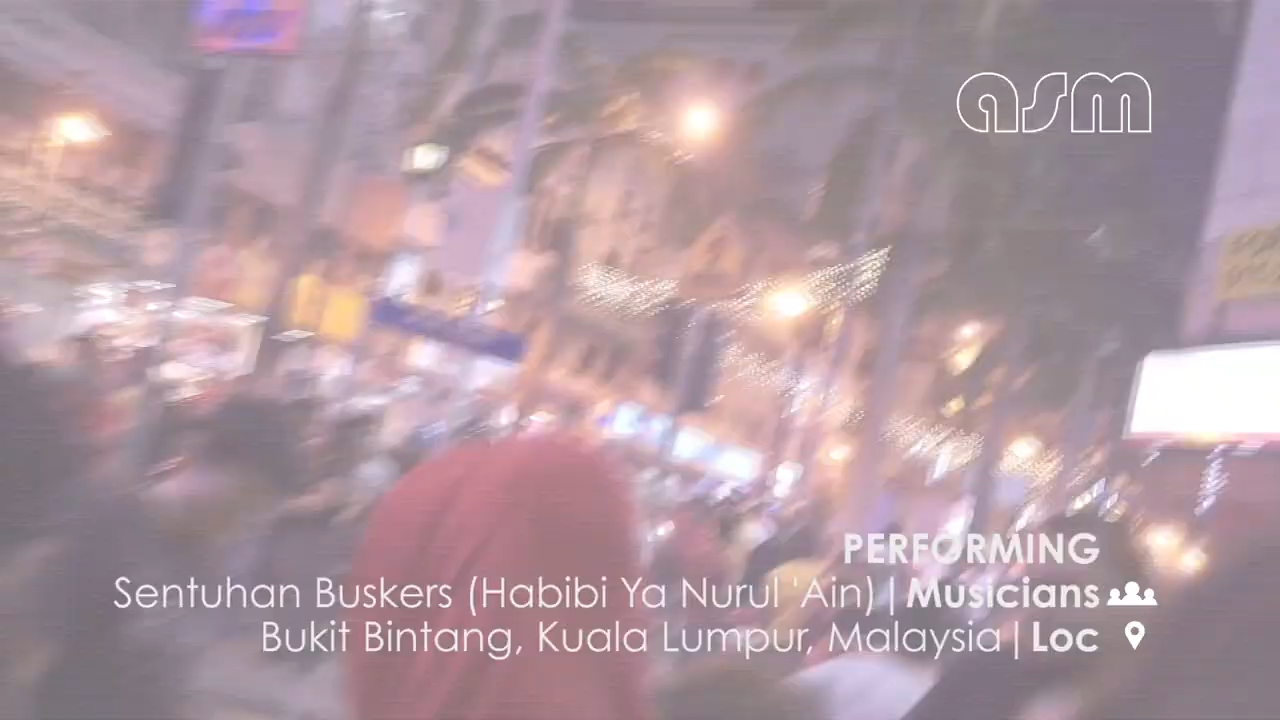 asm
PERFORMING
Sentuhan Buskers (Habibi Ya Nurul 'Ain) | Musicians
Bukit Bintang, Kuala Lumpur, Malaysia | Loc